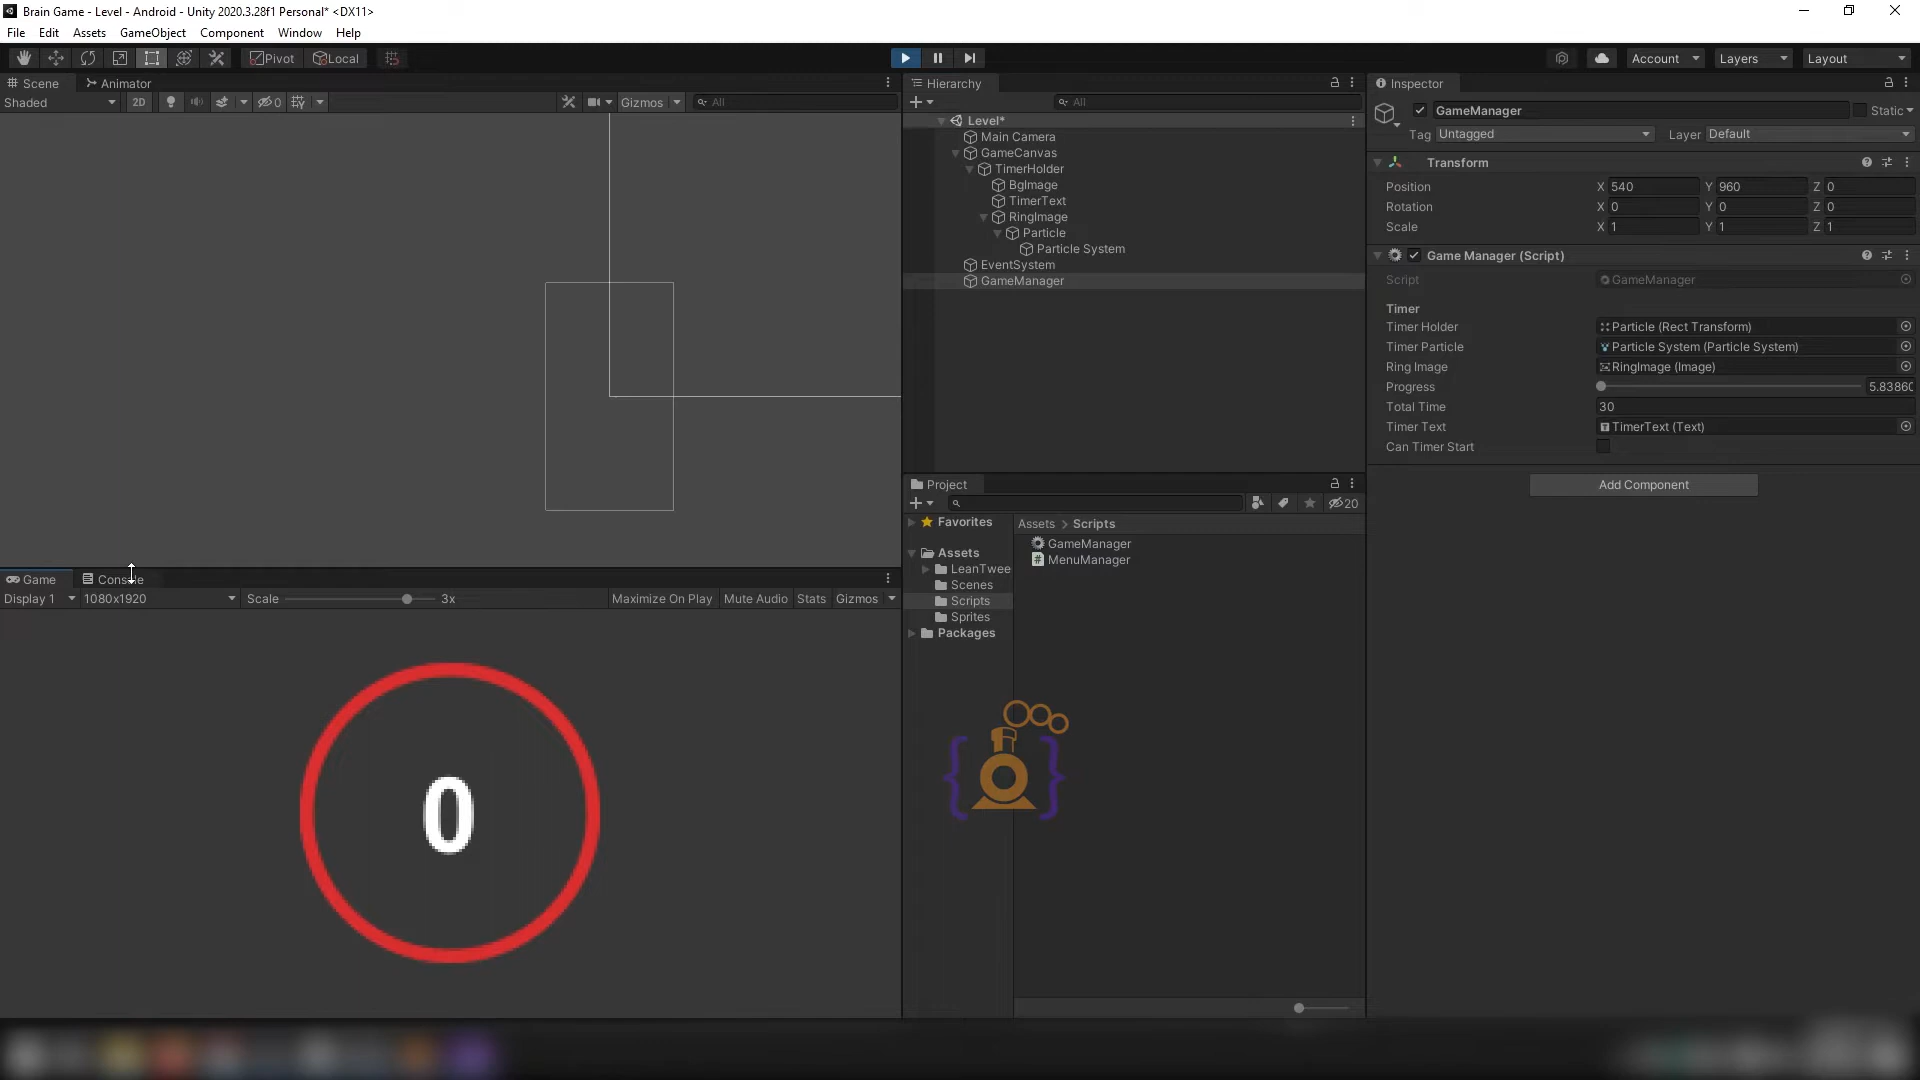 Brain Game - Level - Android - Unity 2020.3.28f1 Personal* <DX11>
File Edit Assets GameObject Component Window Help
Pivot Local Account Layers Layout
Scene Animator
Shaded 2D Gizmos All
Hierarchy
All
Level*
Main Camera
GameCanvas
TimerHolder
BgImage
TimerText
RingImage
Particle
Particle System
EventSystem
GameManager
Inspector
GameManager Static
Tag Untagged Layer Default
Transform
Position X 540 Y 960 Z 0
Rotation X 0 Y 0 Z 0
Scale X 1 Y 1 Z 1
Game Manager (Script)
Script GameManager
Timer
Timer Holder Particle (Rect Transform)
Timer Particle Particle System (Particle System)
Ring Image RingImage (Image)
Progress 5.8386
Total Time 30
Timer Text TimerText (Text)
Can Timer Start
Add Component
Project
20
Favorites
Assets
LeanTwee
Scenes
Scripts
Sprites
Packages
Assets > Scripts
GameManager
MenuManager
Game Console
Display 1 1080x1920 Scale 3x Maximize On Play Mute Audio Stats Gizmos
0